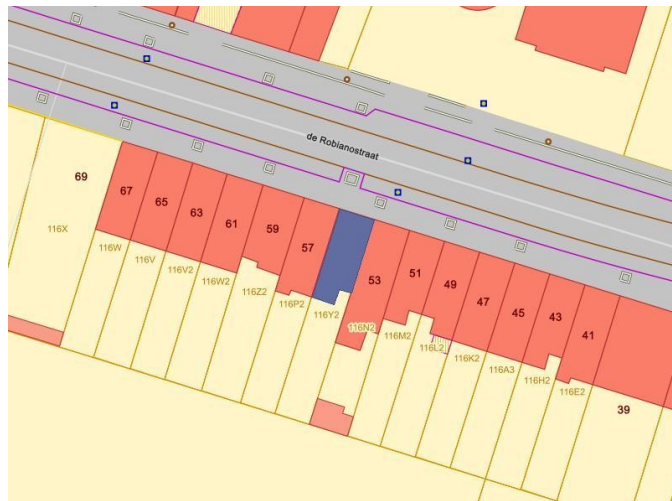 de Robianostraat
69
67
65
63
61
59
57
53
51
49
47
45
43
41
39
116X
116W
116V
116V2
116W2
116Z2
116P2
116Y2
116N2
116M2
116L2
116K2
116A3
116H2
116E2